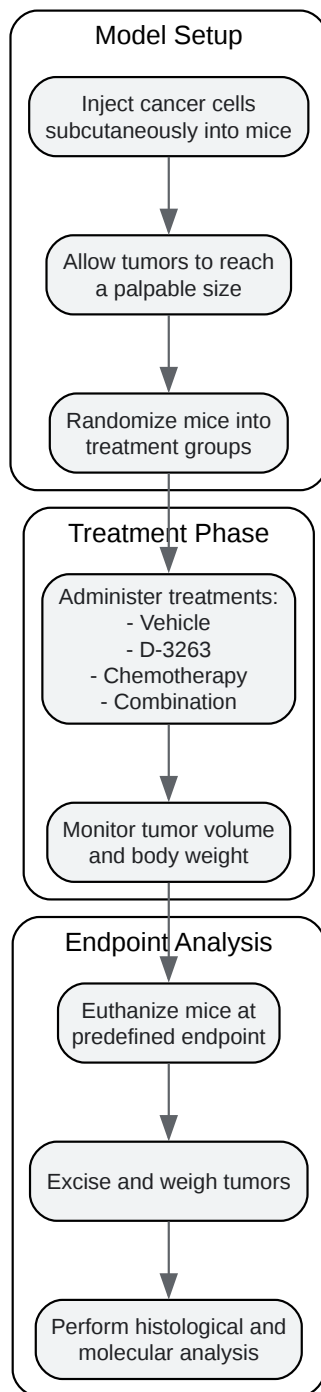 Model Setup
Inject cancer cells
subcutaneously into mice
Allow tumors to reach
a palpable size
Randomize mice into
treatment groups
Treatment Phase
Administer treatments:
- Vehicle
- D-3263
- Chemotherapy
- Combination
Monitor tumor volume
and body weight
Endpoint Analysis
Euthanize mice at
predefined endpoint
Excise and weigh tumors
Perform histological and
molecular analysis